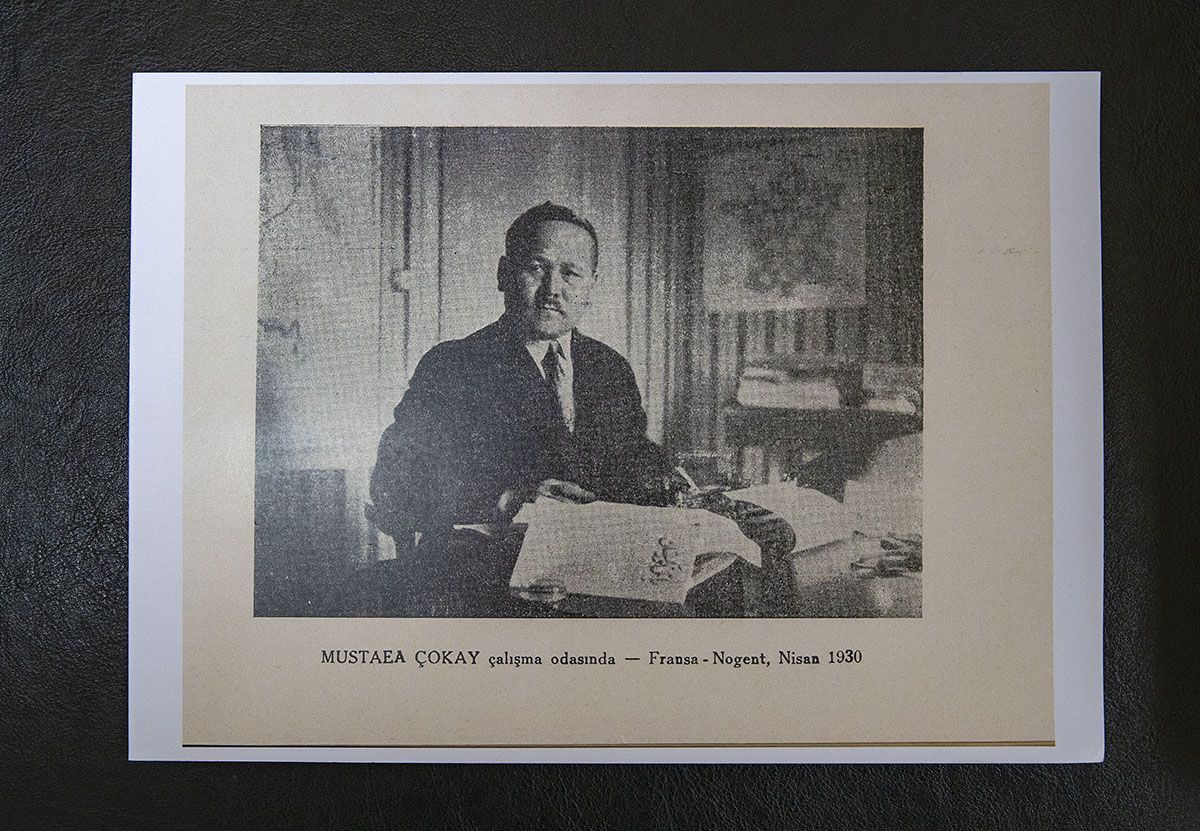 MUSTAEA ÇOKAY çalışma odasında — Fransa - Nogent, Nisan 1930